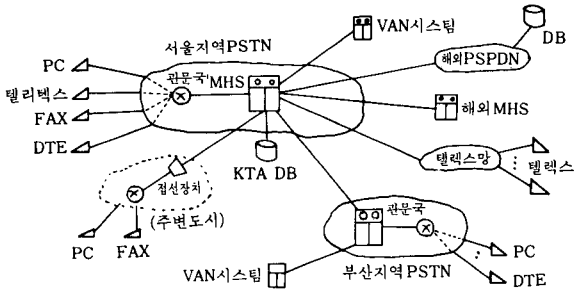 서울지역PSTN
VAN시스팀
DB
해외PSPDN
PC
관문국
MHS
텔리텍스
FAX
해외MHS
DTE
KTA DB
텔렉스망
텔렉스
접선장치
(주변도시)
PC
FAX
관문국
VAN시스팀
부산지역PSTN
PC
DTE